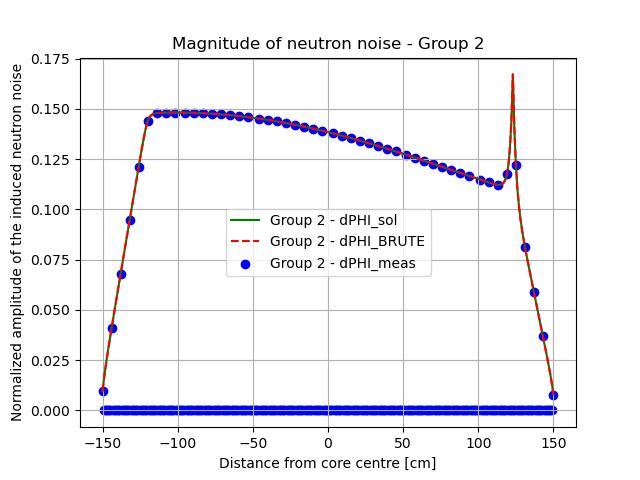 Magnitude of neutron noise - Group 2
Normalized amplitude of the induced neutron noise
0.175
0.150
0.125
0.100
0.075
0.050
0.025
0.000
Group 2 - dPHI_sol
Group 2 - dPHI_BRUTE
Group 2 - dPHI_meas
−150 −100 −50 0 50 100 150
Distance from core centre [cm]